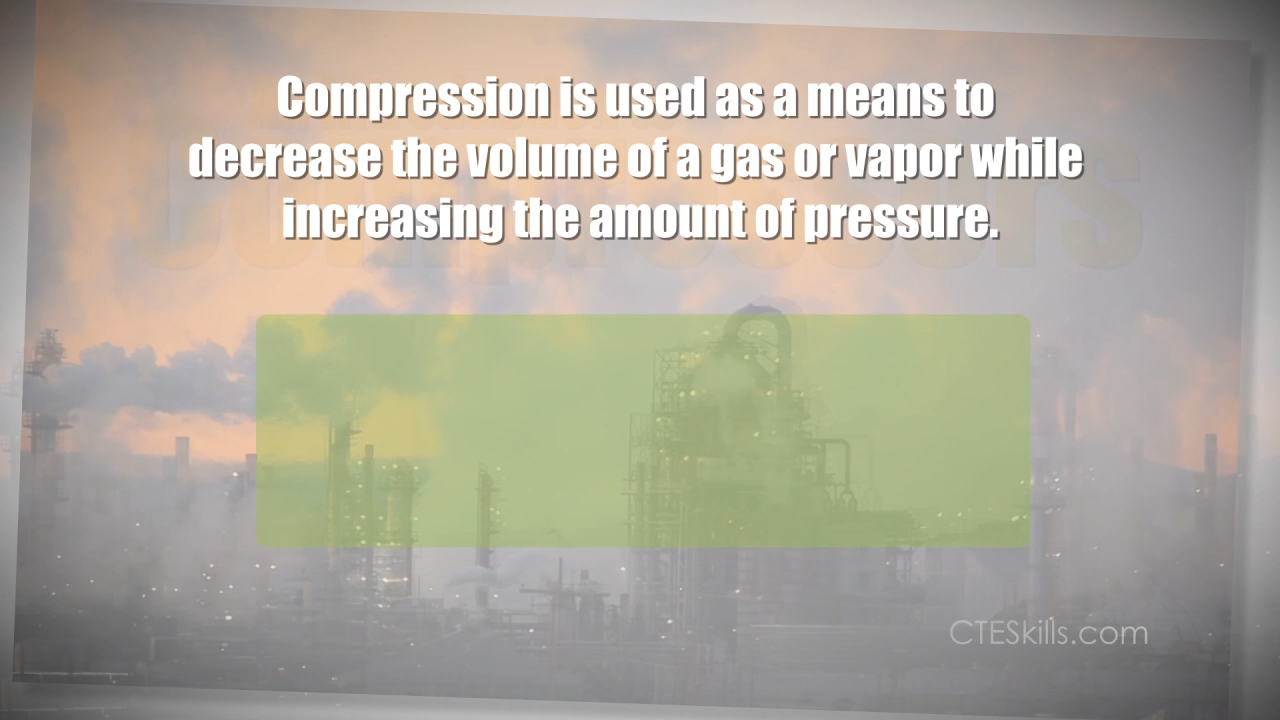 Compression is used as a means to
decrease the volume of a gas or vapor while
increasing the amount of pressure.
Compressors
CTESkills.com